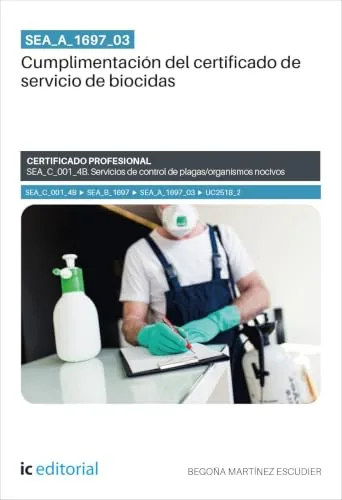 SEA_A_1697_03
Cumplimentación del certificado de
servicio de biocidas
CERTIFICADO PROFESIONAL
SEA_C_001_4B. Servicios de control de plagas/organismos nocivos
SEA_C_001_4B ▶ SEA_B_1697 ▶ SEA_A_1697_03 ▶ UC2518_2
ic editorial
BEGOÑA MARTÍNEZ ESCUDIER